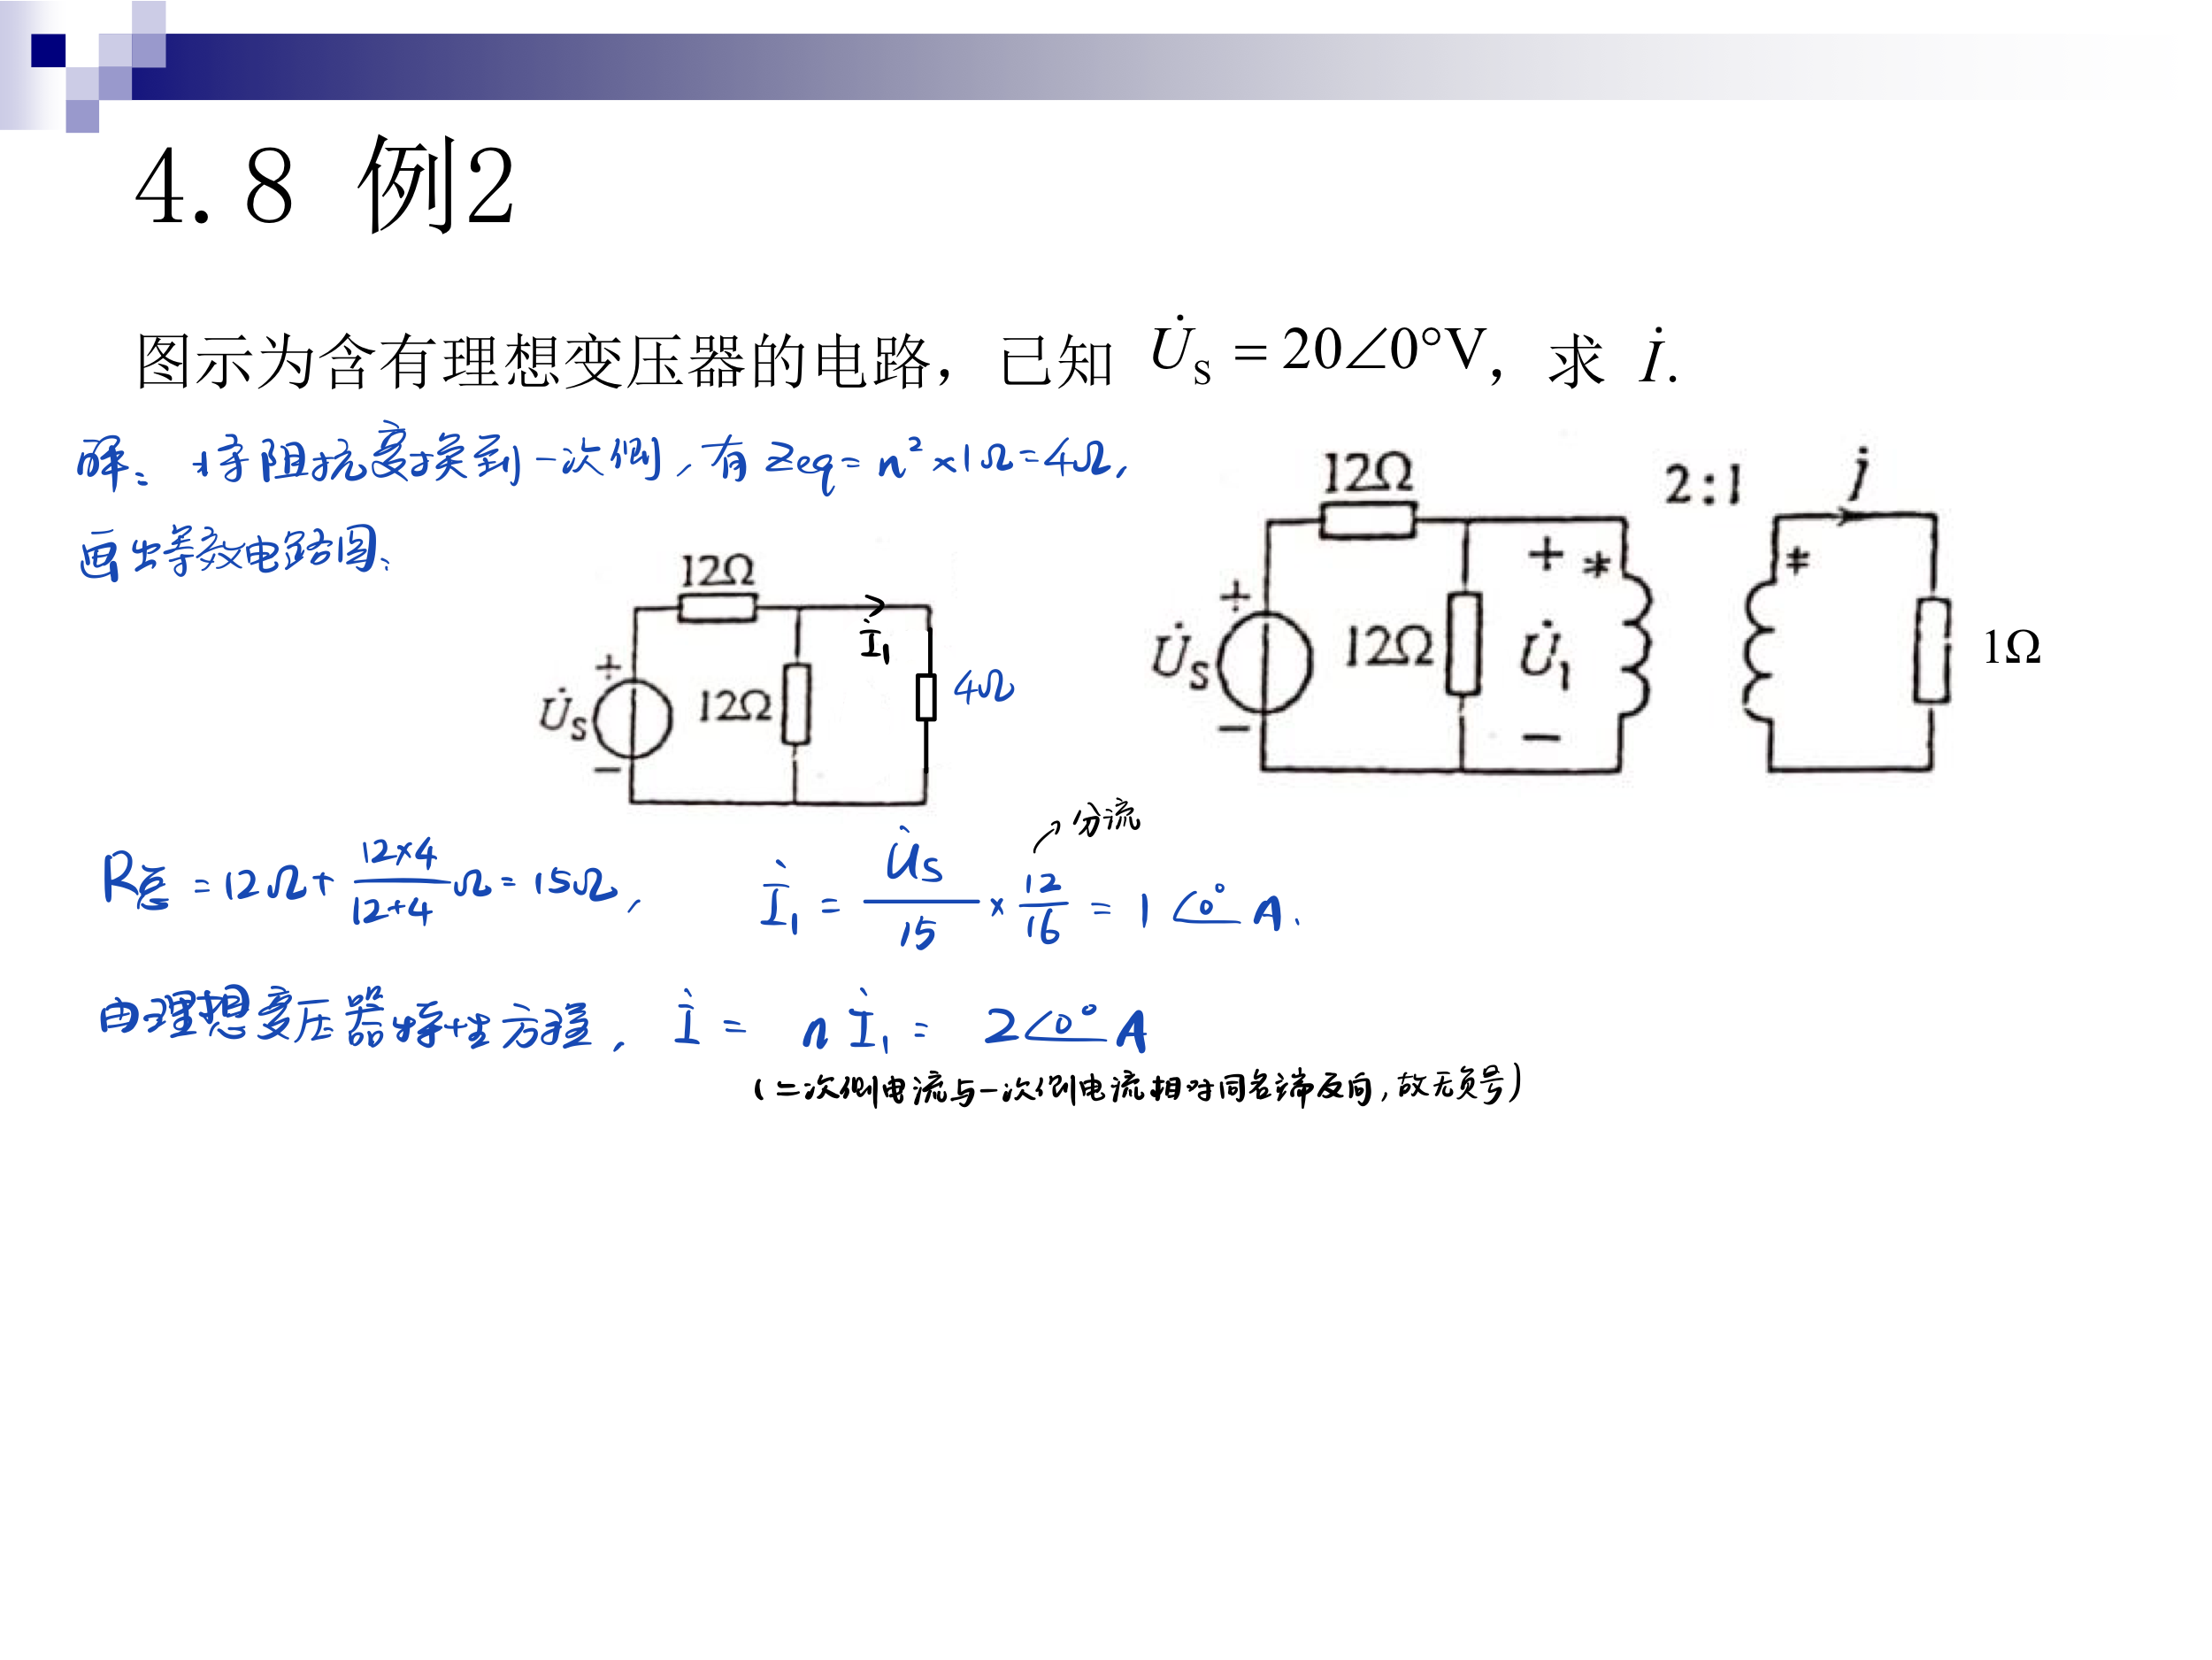 4.8 例2
图示为含有理想变压器的电路，已知 U̇s = 20∠0°V，求 İ.
解：将阻抗变换到一次侧，有 Zeq = n² × 1Ω = 4Ω，
画出等效电路图：
12Ω 2:1 İ
+ + * *
U̇s 12Ω U̇1 1Ω
− −
12Ω
İ1
+
U̇s 12Ω 4Ω
−
R总 = 12Ω + 12×4/12+4 Ω = 15Ω， İ1 = U̇s/15 × 12/16 = 1∠0° A.
分流
由理想变压器特性方程， İ = n İ1 = 2∠0° A
(二次侧电流与一次侧电流相对同名端反向，故无负号)